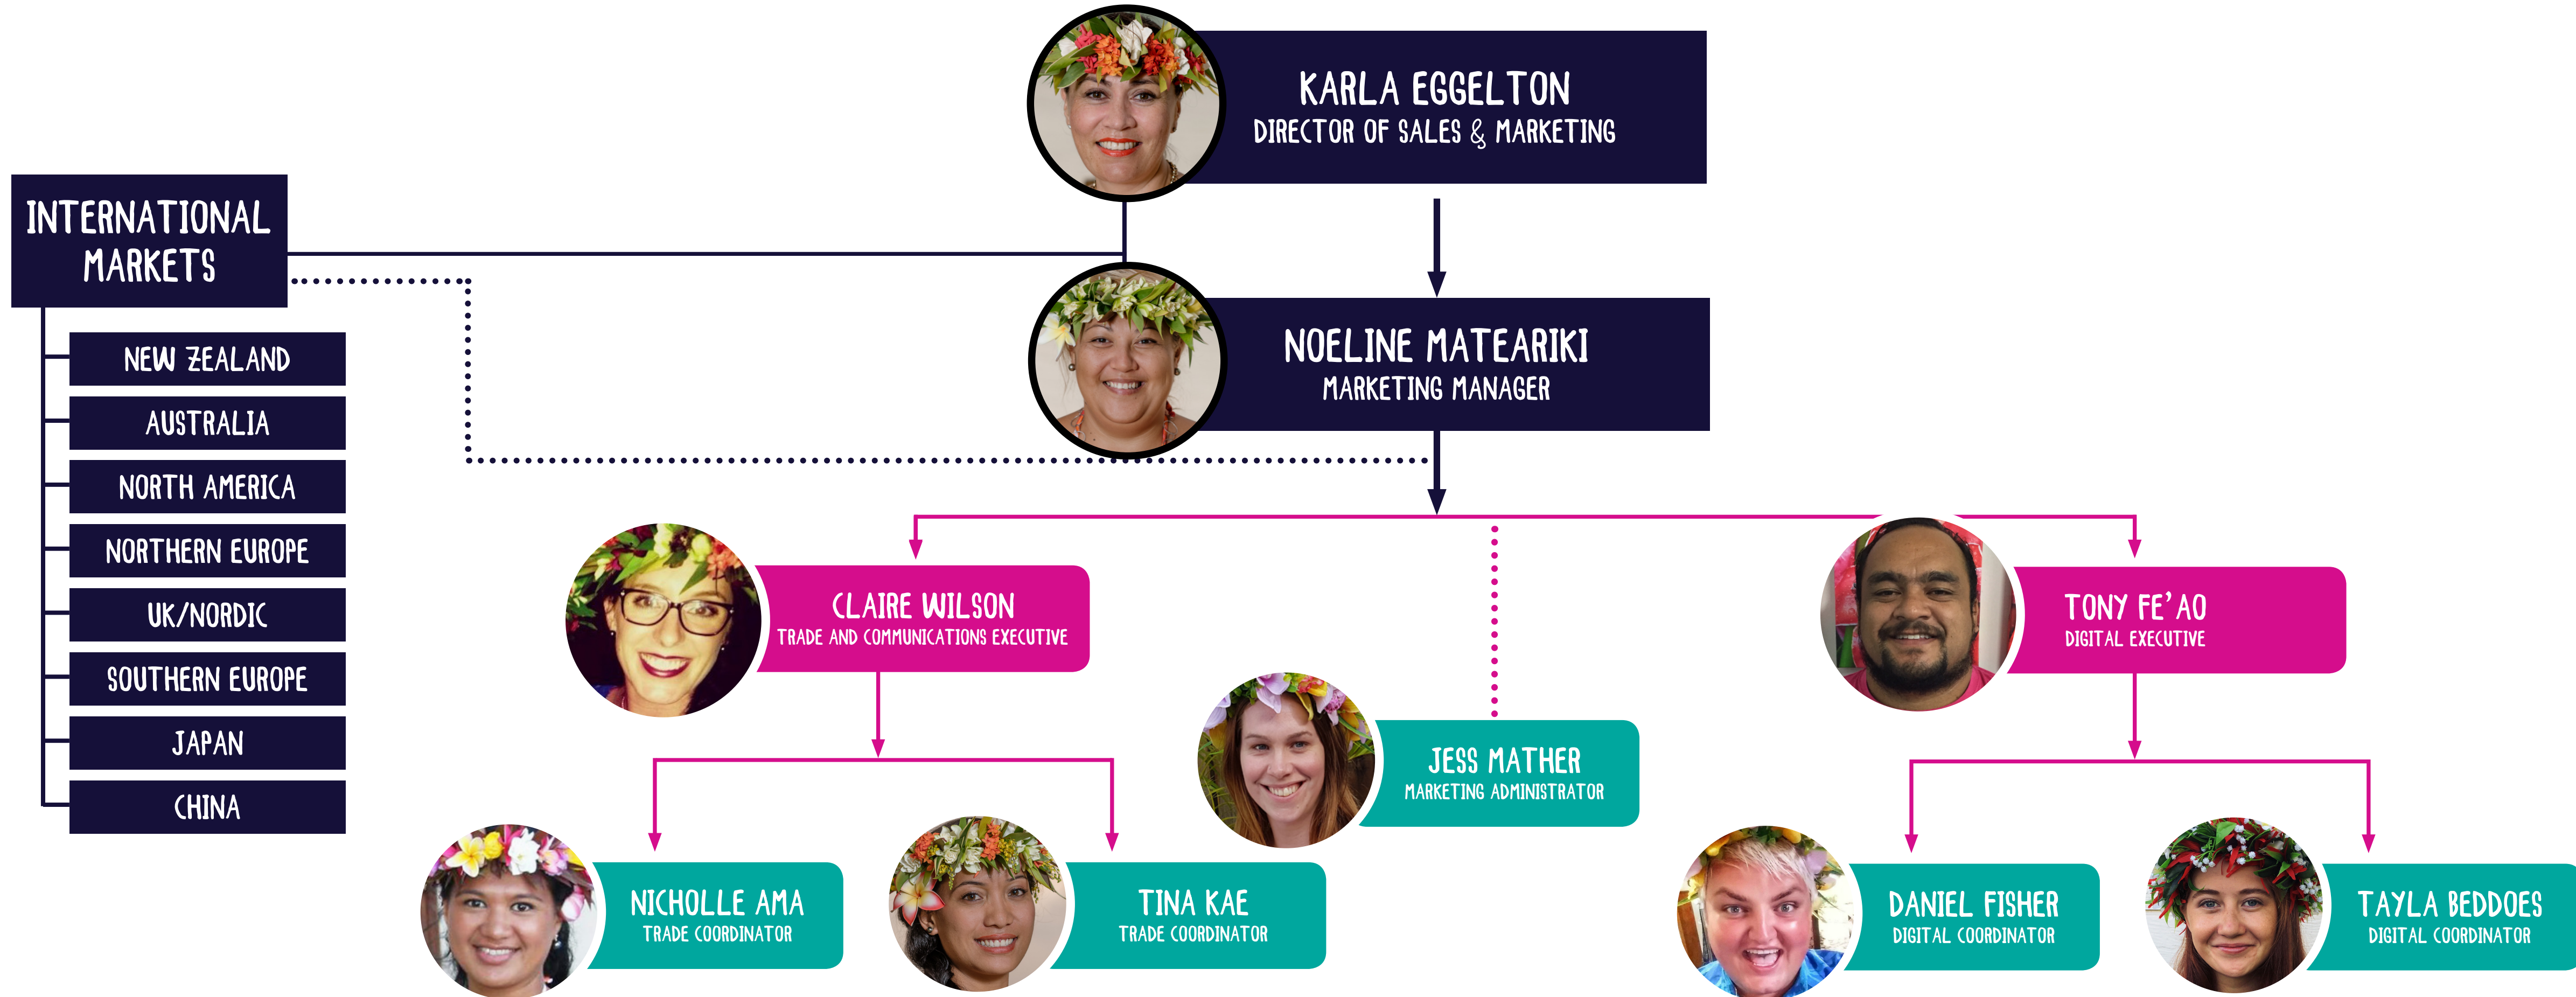 KARLA EGGELTON
DIRECTOR OF SALES & MARKETING
INTERNATIONAL
MARKETS
NEW ZEALAND
AUSTRALIA
NORTH AMERICA
NORTHERN EUROPE
UK/NORDIC
SOUTHERN EUROPE
JAPAN
CHINA
NOELINE MATEARIKI
MARKETING MANAGER
CLAIRE WILSON
TRADE AND COMMUNICATIONS EXECUTIVE
TONY FE'AO
DIGITAL EXECUTIVE
JESS MATHER
MARKETING ADMINISTRATOR
NICHOLLE AMA
TRADE COORDINATOR
TINA KAE
TRADE COORDINATOR
DANIEL FISHER
DIGITAL COORDINATOR
TAYLA BEDDOES
DIGITAL COORDINATOR